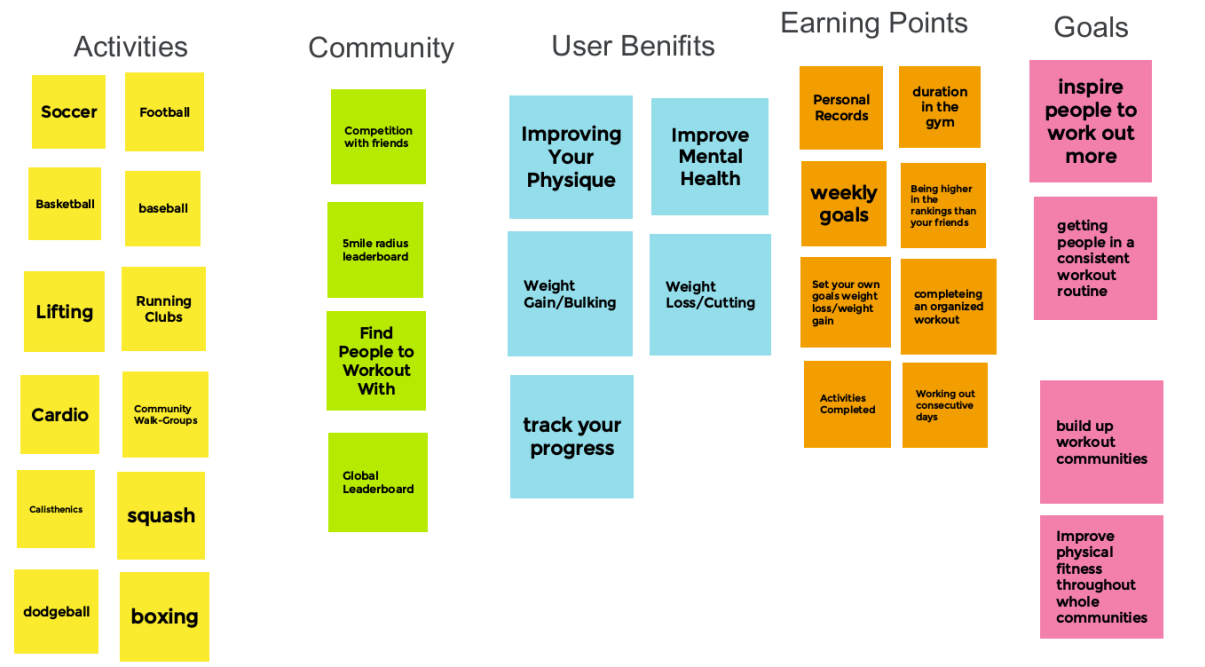 Activities
Soccer
Football
Basketball
baseball
Lifting
Running
Clubs
Cardio
Community
Walk-Groups
Calisthenics
squash
dodgeball
boxing
Community
Competition
with friends
5mile radius
leaderboard
Find
People to
Workout
With
Global
Leaderboard
User Benifits
Improving
Your
Physique
Improve
Mental
Health
Weight
Gain/Bulking
Weight
Loss/Cutting
track your
progress
Earning Points
Personal
Records
duration
in the
gym
weekly
goals
Being higher
in the
rankings than
your friends
Set your own
goals weight
loss/weight
gain
completeing
an organized
workout
Activities
Completed
Working out
consecutive
days
Goals
inspire
people to
work out
more
getting
people in a
consistent
workout
routine
build up
workout
communities
Improve
physical
fitness
throughout
whole
communities